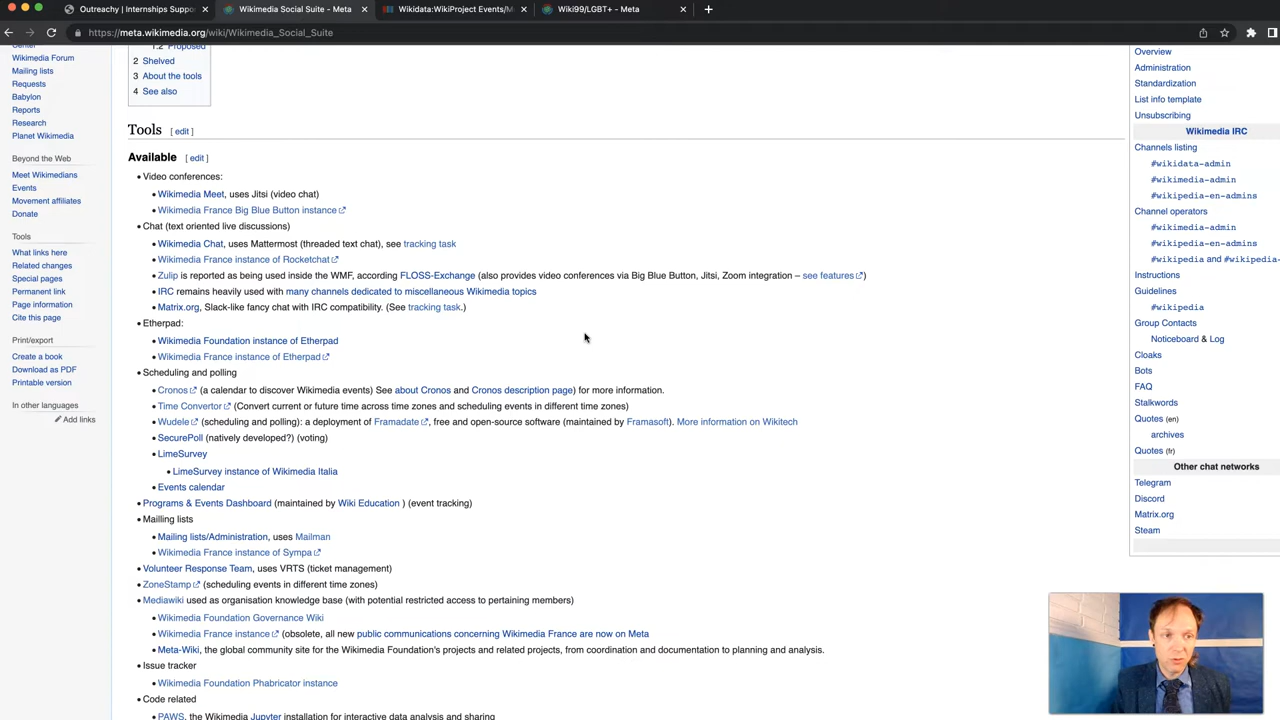 Outreachy | Internships Suppo
Wikimedia Social Suite - Meta
Wikidata:WikiProject Events/M
Wiki99/LGBT+ - Meta
https://meta.wikimedia.org/wiki/Wikimedia_Social_Suite
Center
Wikimedia Forum
Mailing lists
Requests
Babylon
Reports
Research
Planet Wikimedia
Beyond the Web
Meet Wikimedians
Events
Movement affiliates
Donate
Tools
What links here
Related changes
Special pages
Permanent link
Page information
Cite this page
Print/export
Create a book
Download as PDF
Printable version
In other languages
Add links
1.2 Proposed
2 Shelved
3 About the tools
4 See also
Tools [ edit ]
Available [ edit ]
• Video conferences:
• Wikimedia Meet, uses Jitsi (video chat)
• Wikimedia France Big Blue Button instance
• Chat (text oriented live discussions)
• Wikimedia Chat, uses Mattermost (threaded text chat), see tracking task
• Wikimedia France instance of Rocketchat
• Zulip is reported as being used inside the WMF, according FLOSS-Exchange (also provides video conferences via Big Blue Button, Jitsi, Zoom integration – see features)
• IRC remains heavily used with many channels dedicated to miscellaneous Wikimedia topics
• Matrix.org, Slack-like fancy chat with IRC compatibility. (See tracking task.)
• Etherpad:
• Wikimedia Foundation instance of Etherpad
• Wikimedia France instance of Etherpad
• Scheduling and polling
• Cronos (a calendar to discover Wikimedia events) See about Cronos and Cronos description page) for more information.
• Time Convertor (Convert current or future time across time zones and scheduling events in different time zones)
• Wudele (scheduling and polling): a deployment of Framadate, free and open-source software (maintained by Framasoft). More information on Wikitech
• SecurePoll (natively developed?) (voting)
• LimeSurvey
• LimeSurvey instance of Wikimedia Italia
• Events calendar
• Programs & Events Dashboard (maintained by Wiki Education ) (event tracking)
• Mailling lists
• Mailing lists/Administration, uses Mailman
• Wikimedia France instance of Sympa
• Volunteer Response Team, uses VRTS (ticket management)
• ZoneStamp (scheduling events in different time zones)
• Mediawiki used as organisation knowledge base (with potential restricted access to pertaining members)
• Wikimedia Foundation Governance Wiki
• Wikimedia France instance (obsolete, all new public communications concerning Wikimedia France are now on Meta
• Meta-Wiki, the global community site for the Wikimedia Foundation's projects and related projects, from coordination and documentation to planning and analysis.
• Issue tracker
• Wikimedia Foundation Phabricator instance
• Code related
• PAWS, the Wikimedia Jupyter installation for interactive data analysis and sharing
Overview
Administration
Standardization
List info template
Unsubscribing
Wikimedia IRC
Channels listing
#wikidata-admin
#wikimedia-admin
#wikipedia-en-admins
Channel operators
#wikimedia-admin
#wikipedia-en-admins
#wikipedia and #wikipedia-
Instructions
Guidelines
#wikipedia
Group Contacts
Noticeboard & Log
Cloaks
Bots
FAQ
Stalkwords
Quotes (en)
archives
Quotes (fr)
Other chat networks
Telegram
Discord
Matrix.org
Steam